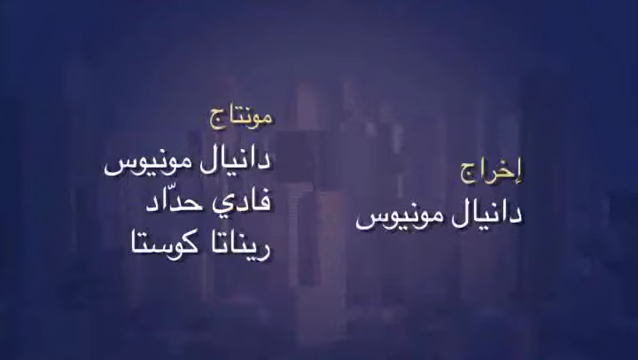 إخراج
دانيال مونيوس
مونتاج
دانيال مونيوس
فادي حدّاد
ريناتا كوستا